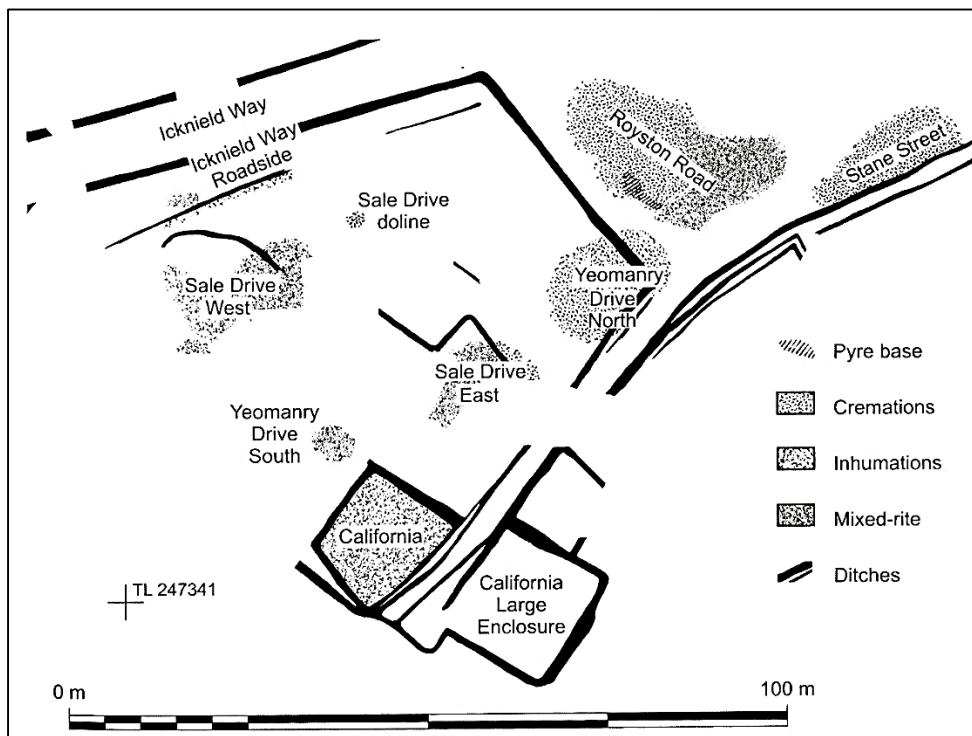 Icknield Way
Icknield Way
Roadside
Royston Road
Stane Street
Sale Drive
doline
Sale Drive
West
Yeomanry
Drive
North
Sale Drive
East
Yeomanry
Drive
South
California
California
Large
Enclosure
TL 247341
Pyre base
Cremations
Inhumations
Mixed-rite
Ditches
0 m
100 m